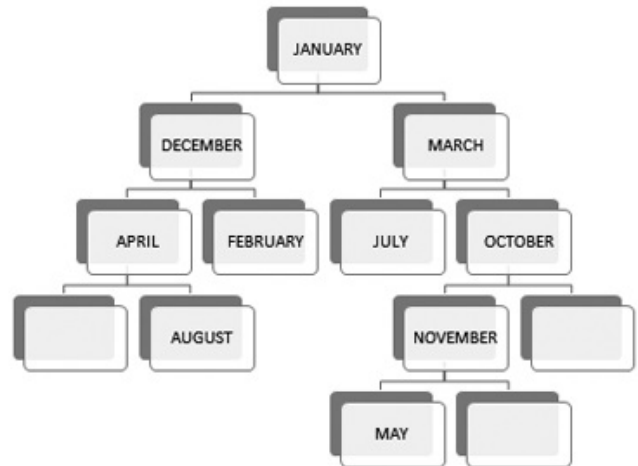 JANUARY
DECEMBER
MARCH
APRIL
FEBRUARY
JULY
OCTOBER
AUGUST
NOVEMBER
MAY